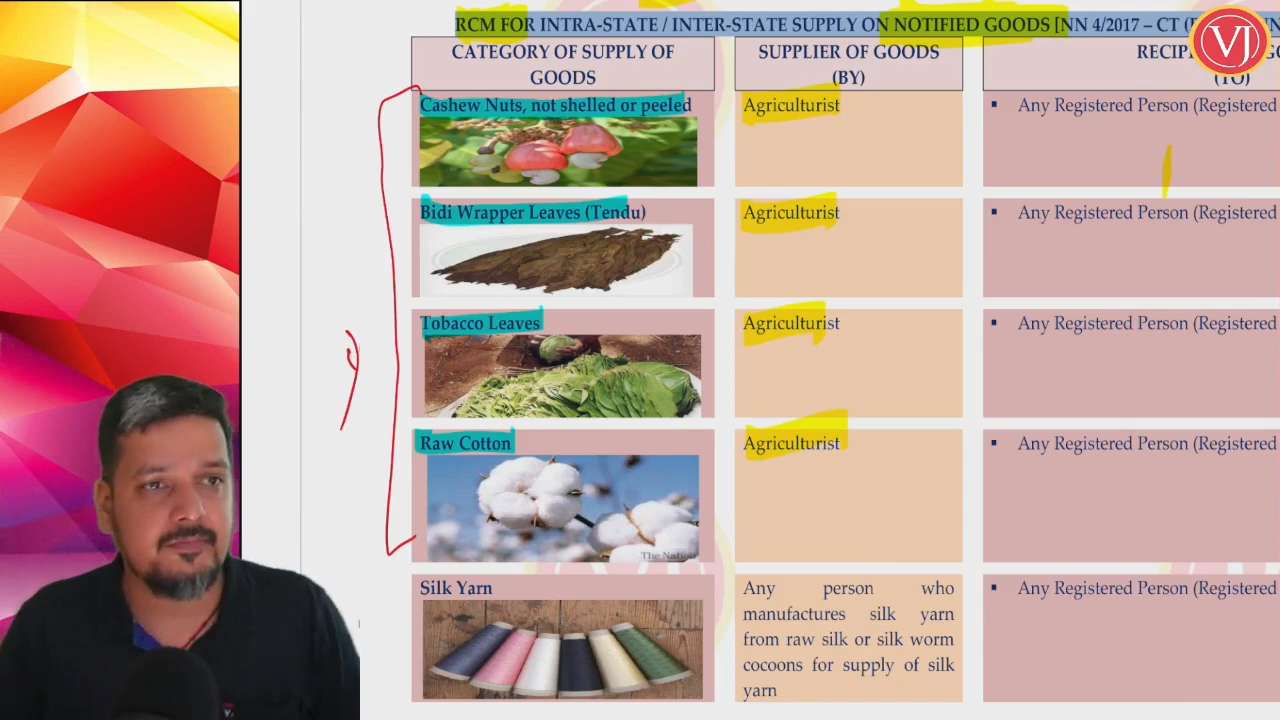 RCM FOR INTRA-STATE / INTER-STATE SUPPLY ON NOTIFIED GOODS [NN 4/2017 – CT
VJ
CATEGORY OF SUPPLY OF GOODS
SUPPLIER OF GOODS (BY)
(TO)
Cashew Nuts, not shelled or peeled
Agriculturist
▪ Any Registered Person (Registered
Bidi Wrapper Leaves (Tendu)
Agriculturist
▪ Any Registered Person (Registered
Tobacco Leaves
Agriculturist
▪ Any Registered Person (Registered
Raw Cotton
Agriculturist
▪ Any Registered Person (Registered
The Nation
Silk Yarn
Any person who
manufactures silk yarn
from raw silk or silk worm
cocoons for supply of silk
yarn
▪ Any Registered Person (Registered